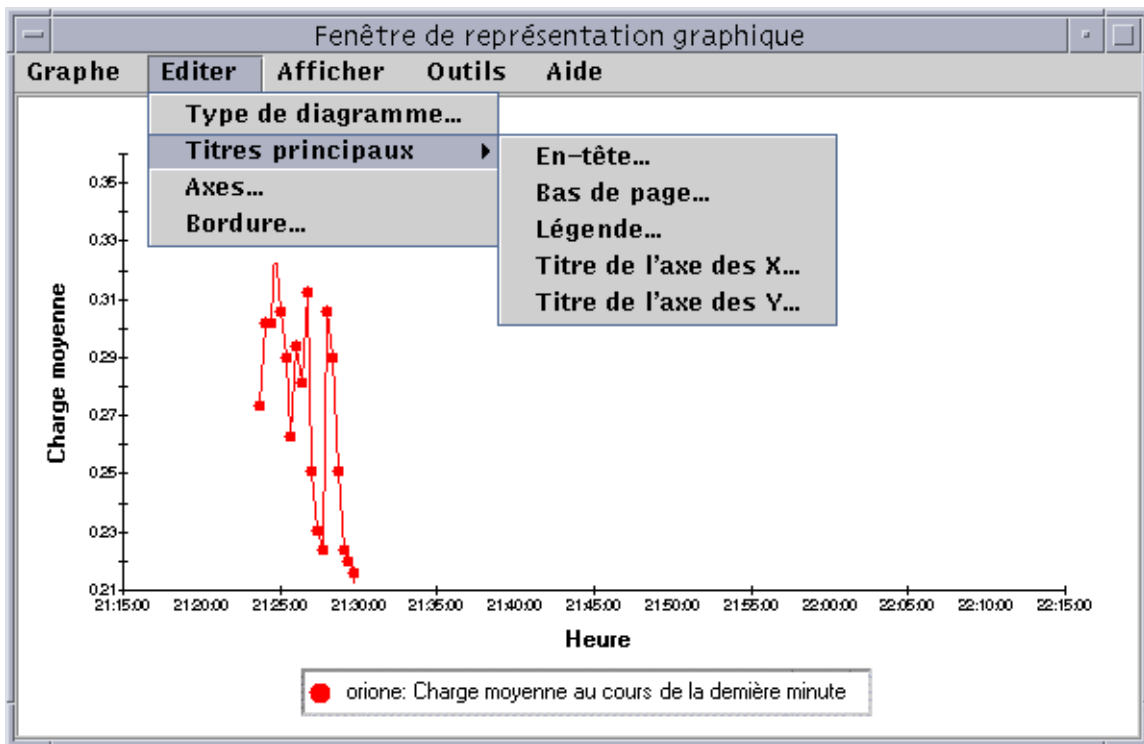 Fenêtre de représentation graphique
Graphe Editer Afficher Outils Aide
Type de diagramme...
Titres principaux
Axes...
Bordure...
En-tête...
Bas de page...
Légende...
Titre de l'axe des X...
Titre de l'axe des Y...
Charge moyenne
0.35
0.33
0.31
0.29
0.27
0.25
0.23
0.21
21:15:00 21:20:00 21:25:00 21:30:00 21:35:00 21:40:00 21:45:00 21:50:00 21:55:00 22:00:00 22:05:00 22:10:00 22:15:00
Heure
orione: Charge moyenne au cours de la dernière minute